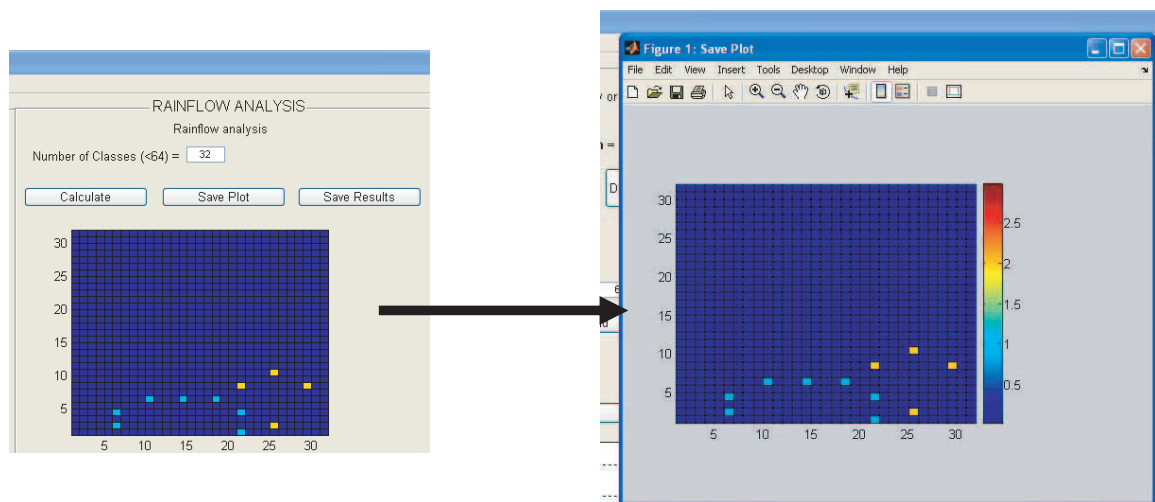 RAINFLOW ANALYSIS
Rainflow analysis
Number of Classes (<64) = 32
Calculate Save Plot Save Results
30
25
20
15
10
5
5 10 15 20 25 30
Figure 1: Save Plot
File Edit View Insert Tools Desktop Window Help
30
25
20
15
10
5
5 10 15 20 25 30
2.5
2
1.5
1
0.5